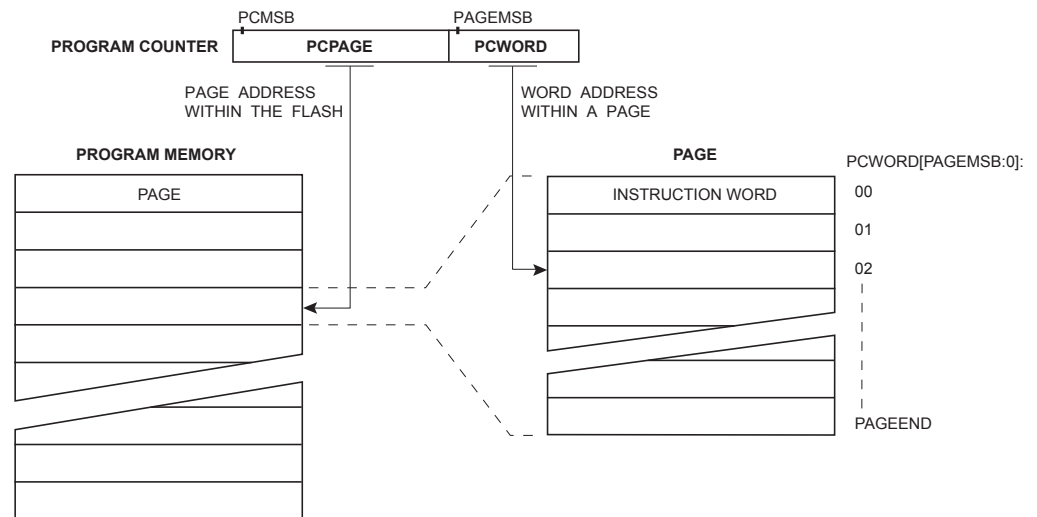 PCMSB
PAGEMSB
PROGRAM COUNTER
PCPAGE
PCWORD
PAGE ADDRESS
WITHIN THE FLASH
WORD ADDRESS
WITHIN A PAGE
PROGRAM MEMORY
PAGE
PCWORD[PAGEMSB:0]:
PAGE
INSTRUCTION WORD
00
01
02
PAGEEND